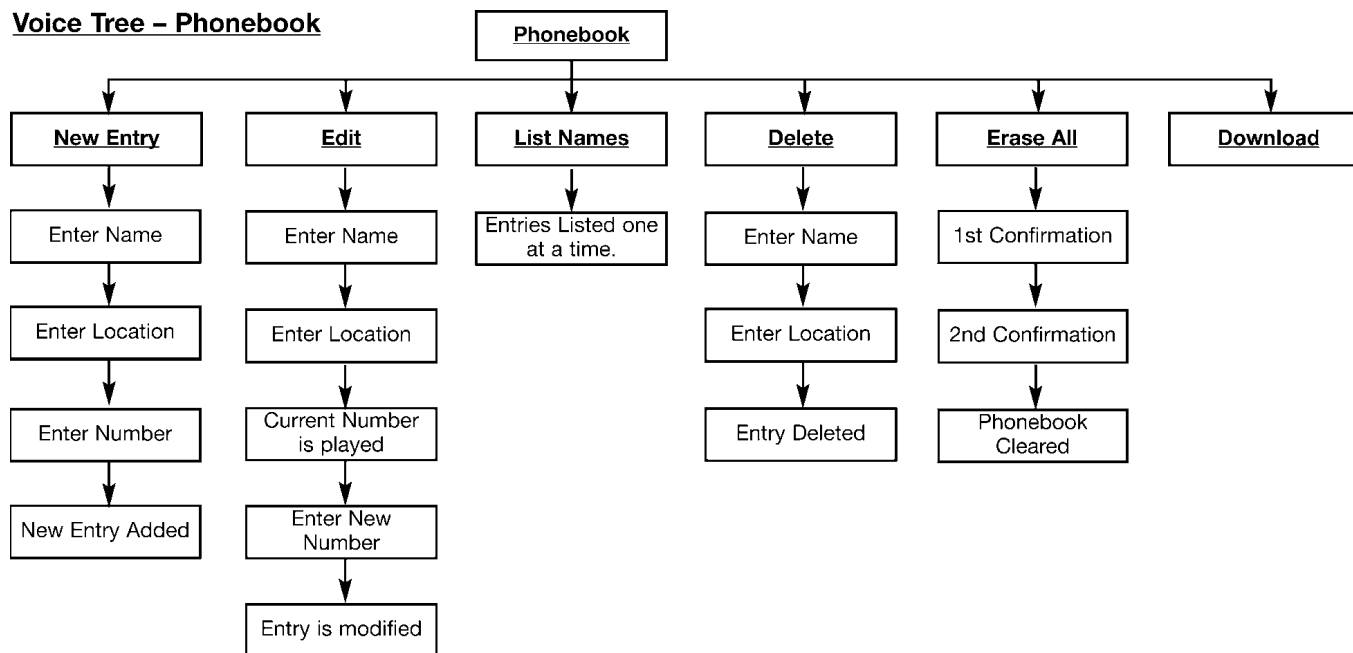 Voice Tree – Phonebook
Phonebook
New Entry
Edit
List Names
Delete
Erase All
Download
Enter Name
Enter Name
Entries Listed one
at a time.
Enter Name
1st Confirmation
Enter Location
Enter Location
Enter Location
2nd Confirmation
Enter Number
Current Number
is played
Entry Deleted
Phonebook
Cleared
New Entry Added
Enter New
Number
Entry is modified